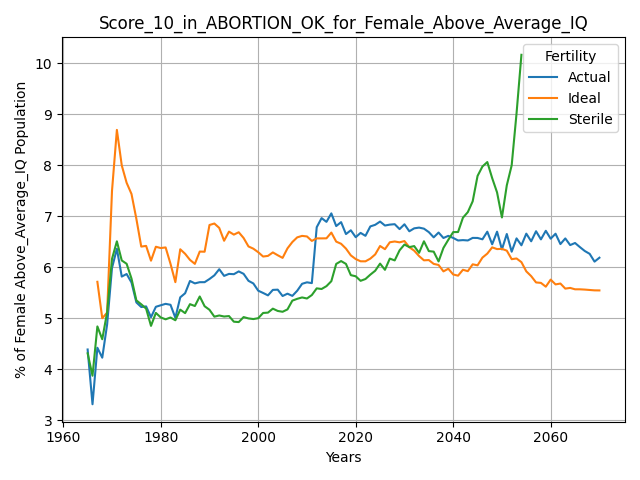 Score_10_in_ABORTION_OK_for_Female_Above_Average_IQ
% of Female Above_Average_IQ Population
10
9
8
7
6
5
4
3
Fertility
Actual
Ideal
Sterile
1960
1980
2000
2020
2040
2060
Years